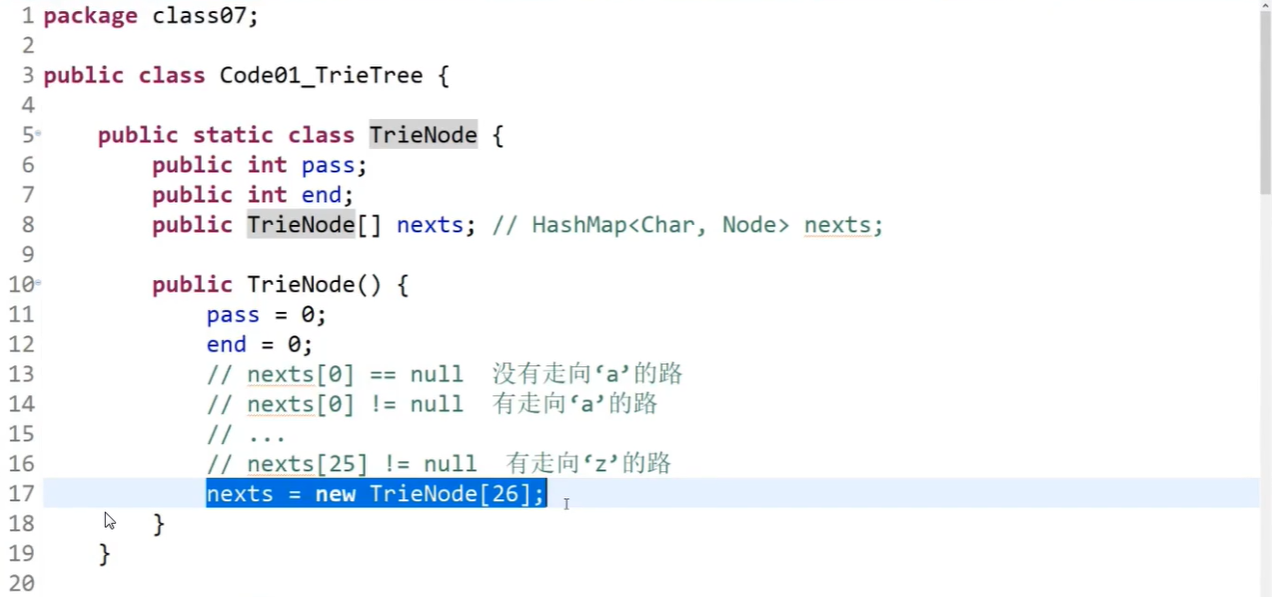 1 package class07;
2
3 public class Code01_TrieTree {
4
5 public static class TrieNode {
6 public int pass;
7 public int end;
8 public TrieNode[] nexts; // HashMap<Char, Node> nexts;
9
10 public TrieNode() {
11 pass = 0;
12 end = 0;
13 // nexts[0] == null 没有走向‘a’的路
14 // nexts[0] != null 有走向‘a’的路
15 // ...
16 // nexts[25] != null 有走向‘z’的路
17 nexts = new TrieNode[26];
18 }
19 }
20